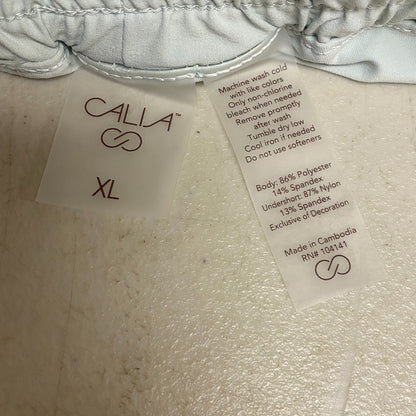 CALIA™
XL
Machine wash cold
with like colors
Only non-chlorine
bleach when needed
Remove promptly
after wash
Tumble dry low
Cool iron if needed
Do not use softeners
Body: 86% Polyester
14% Spandex
Undershort: 87% Nylon
13% Spandex
Exclusive of Decoration
Made in Cambodia
RN# 104141